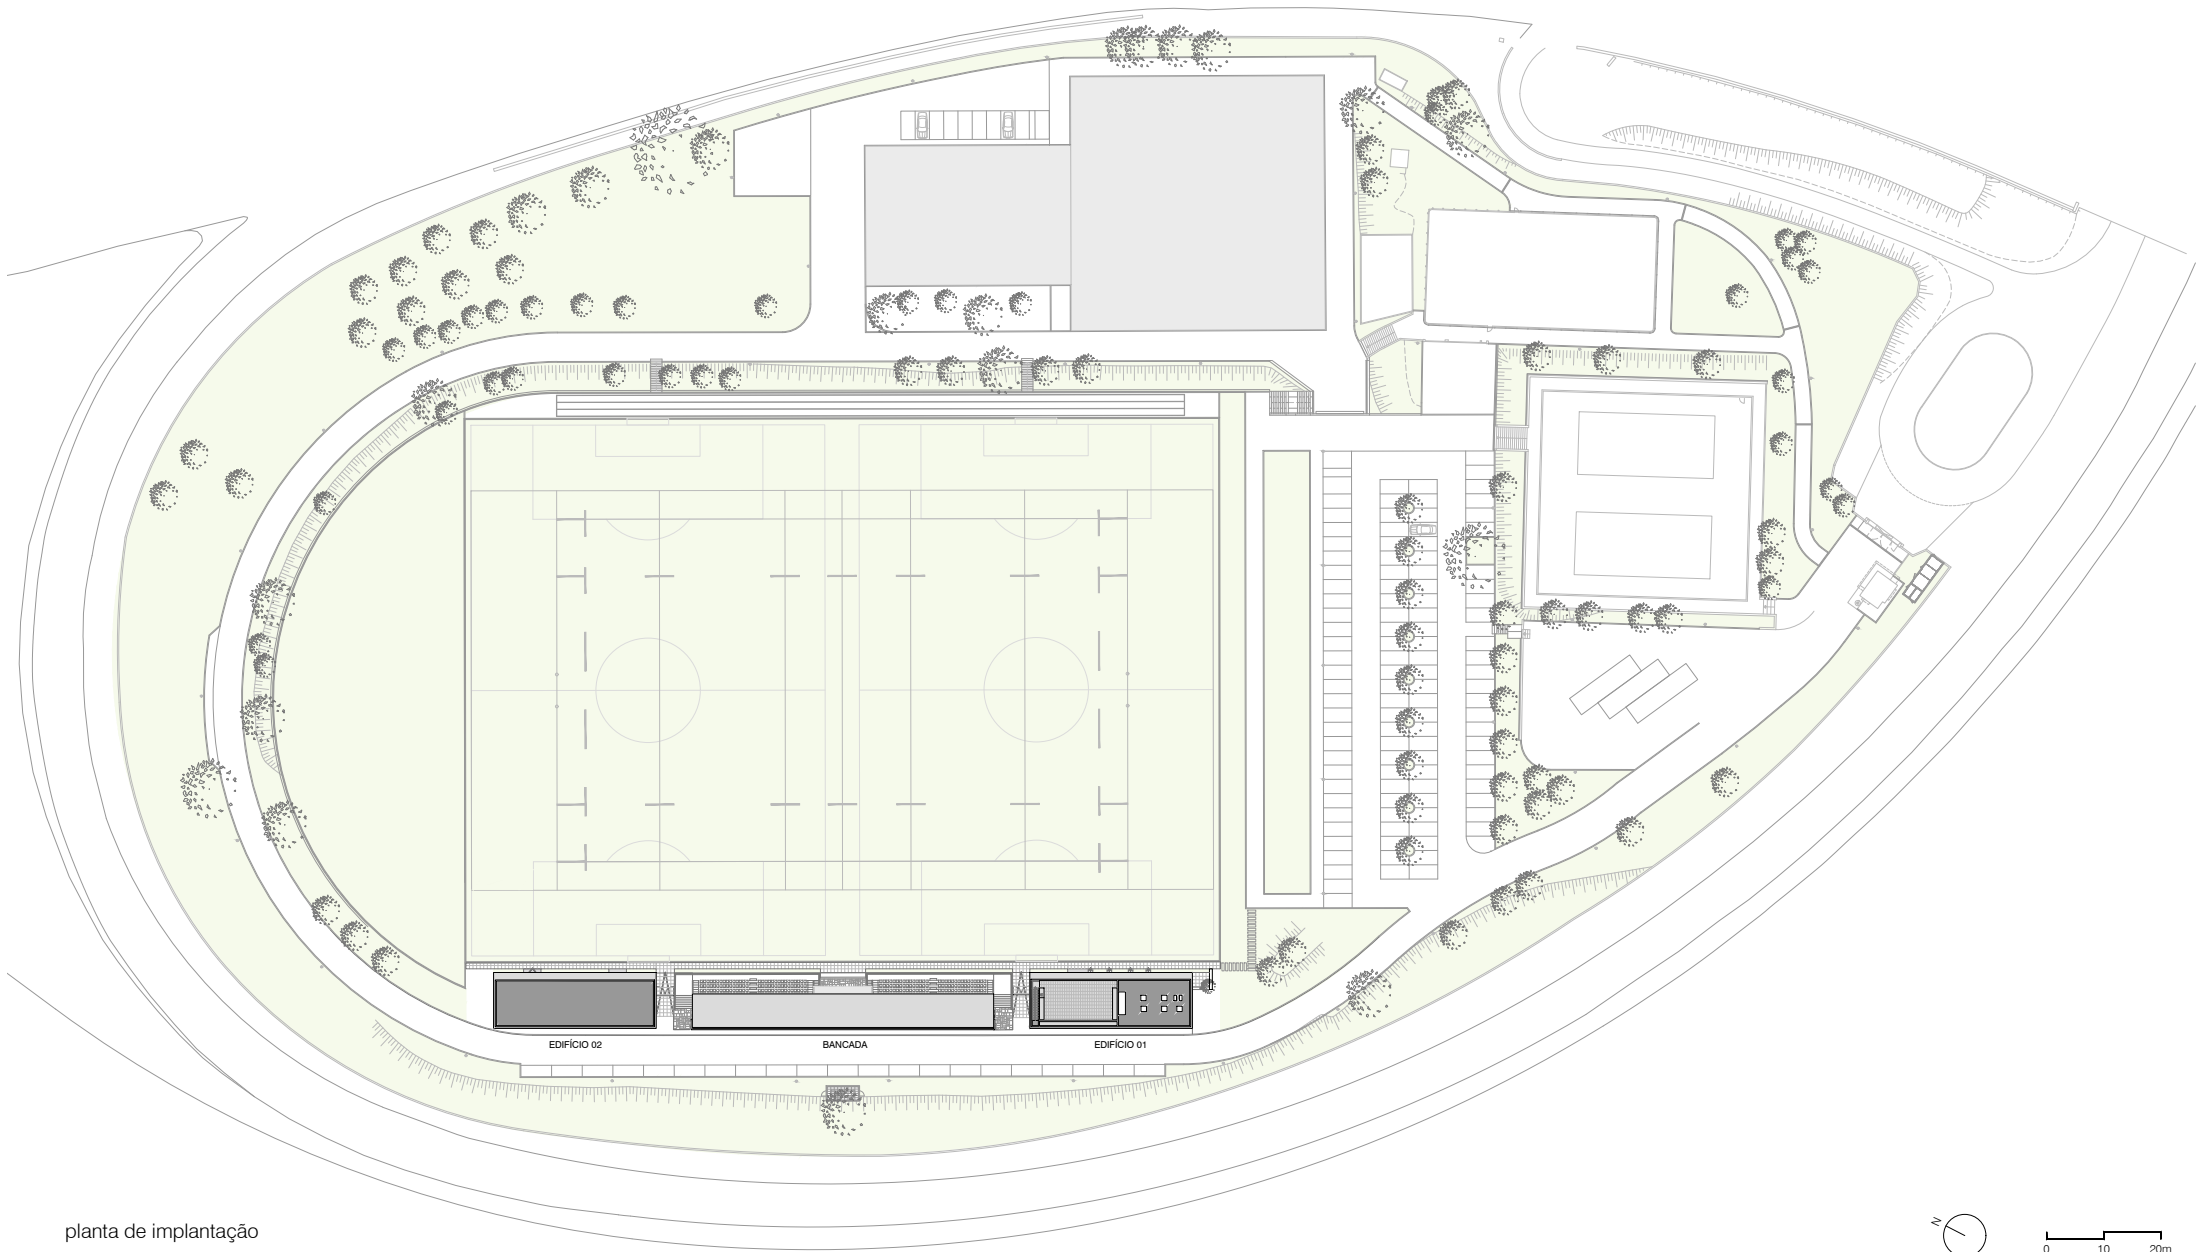 EDIFÍCIO 02
BANCADA
EDIFÍCIO 01
planta de implantação
N
0 10 20m